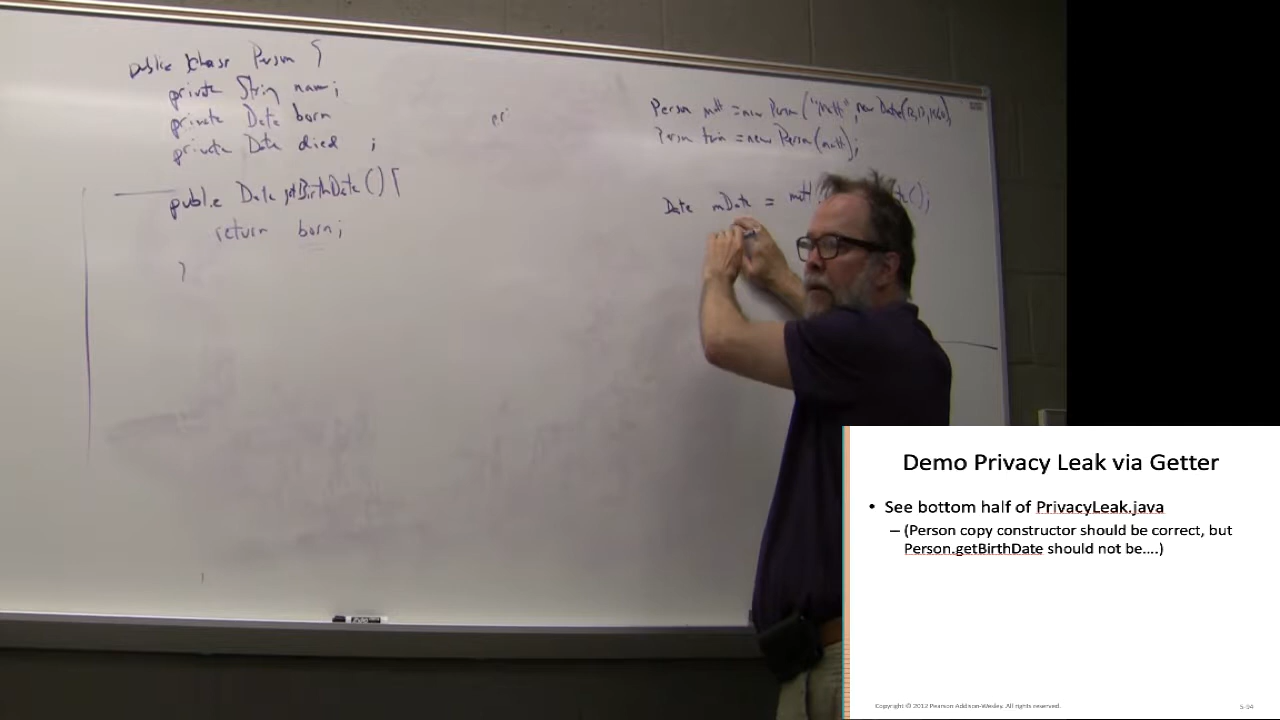 public class Person {
private String name;
private Date born
private Date died ;
public Date getBirthDate() {
return born;
}
pri
Person matt = new Person("Matt", new Date(
Person twin = new Person(matt);
Date mDate = matt te();
Demo Privacy Leak via Getter
• See bottom half of PrivacyLeak.java
– (Person copy constructor should be correct, but
Person.getBirthDate should not be....)
Copyright © 2012 Pearson Addison-Wesley. All rights reserved.